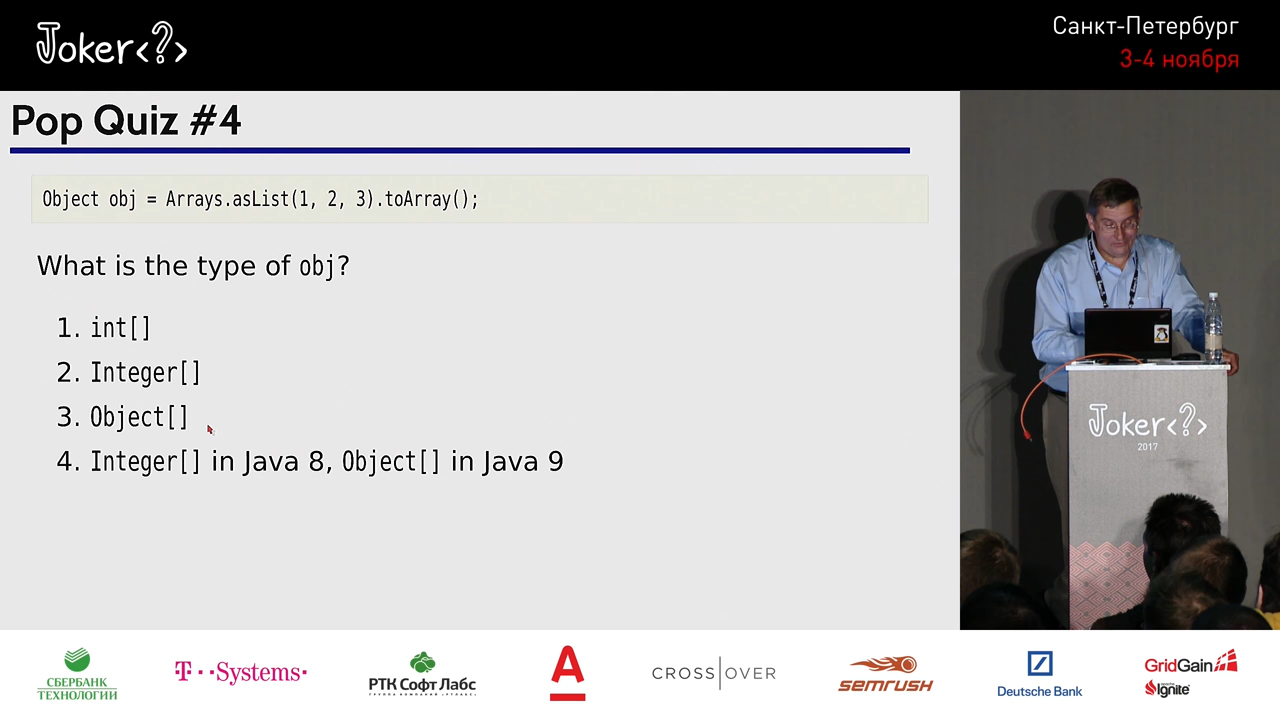 Joker<?>
Санкт-Петербург
3-4 ноября
Pop Quiz #4
Object obj = Arrays.asList(1, 2, 3).toArray();
What is the type of obj?
1. int[]
2. Integer[]
3. Object[]
4. Integer[] in Java 8, Object[] in Java 9
Joker<?>
2017
СБЕРБАНК
ТЕХНОЛОГИИ
T··Systems·
РТК Софт Лабс
A
CROSS|OVER
semrush
Deutsche Bank
GridGain
Ignite